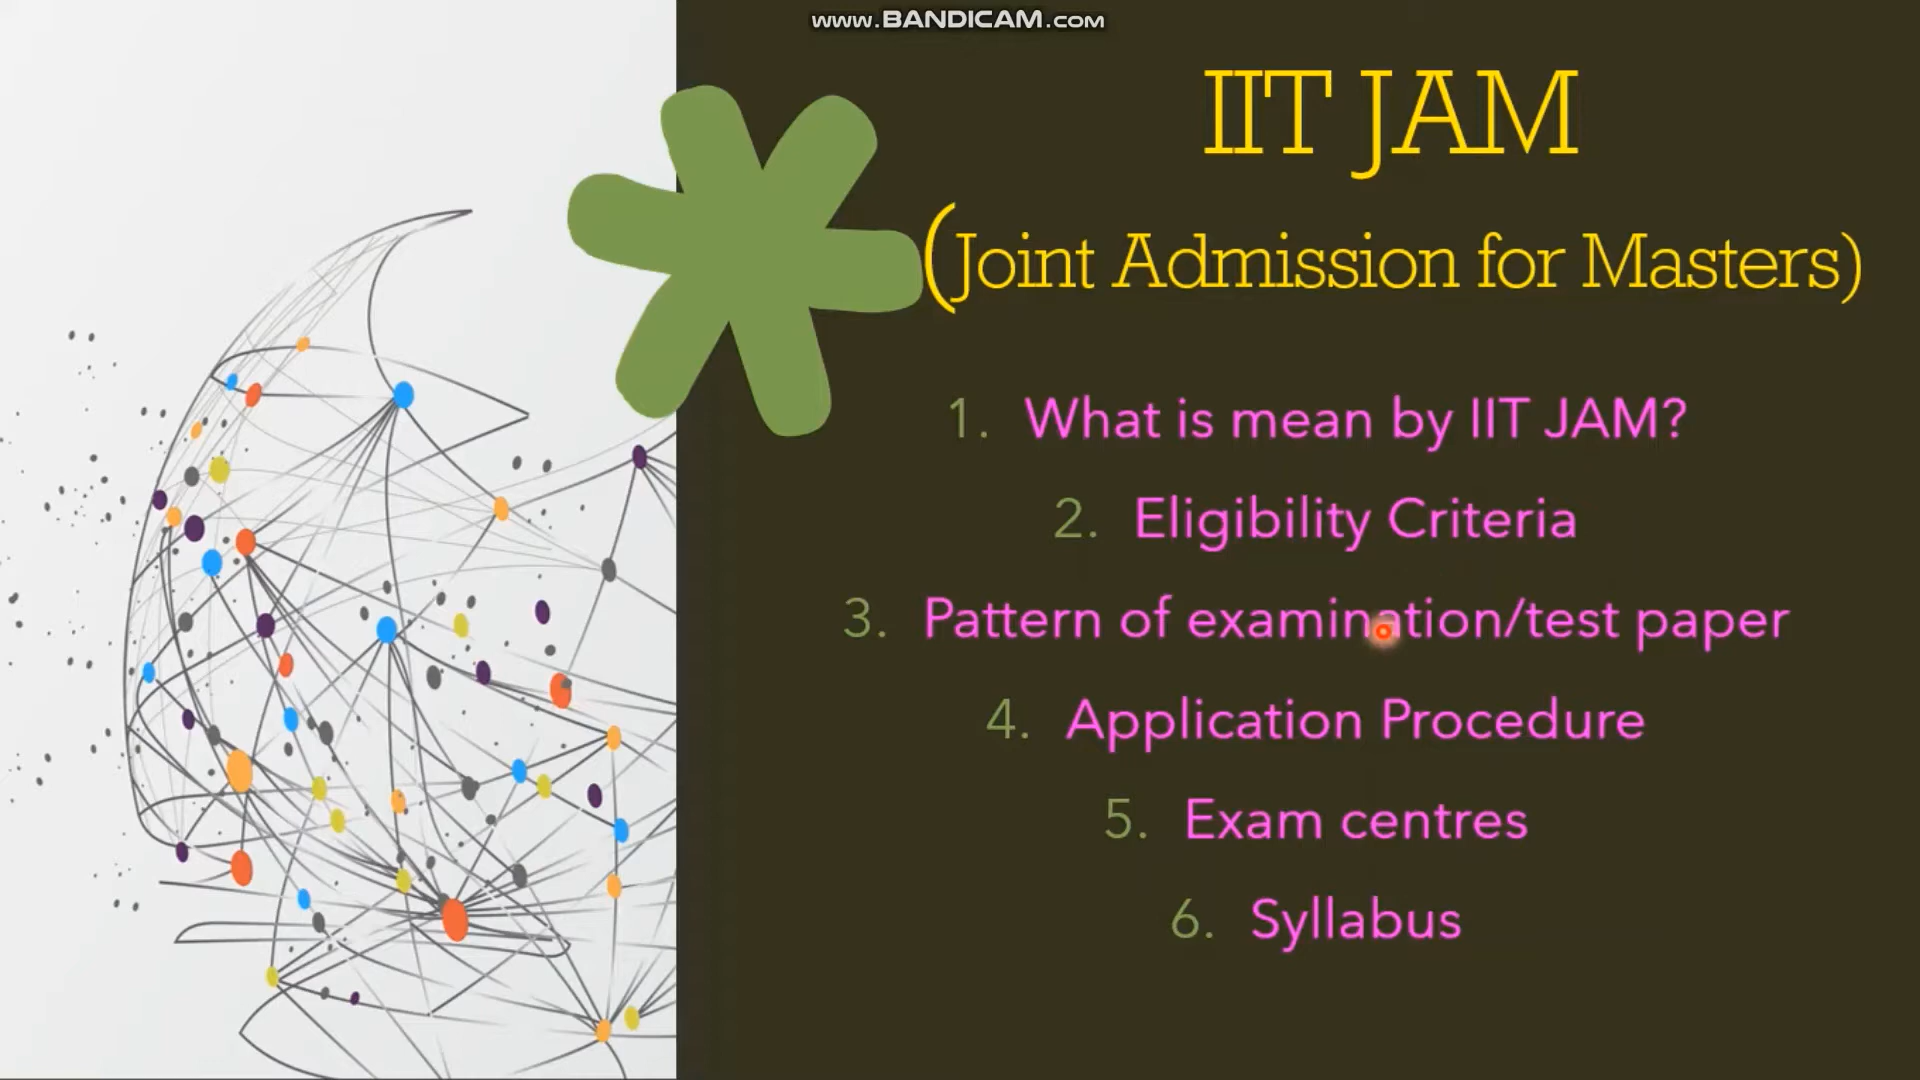 www.BANDICAM.com
IIT JAM
(Joint Admission for Masters)
1. What is mean by IIT JAM?
2. Eligibility Criteria
3. Pattern of examination/test paper
4. Application Procedure
5. Exam centres
6. Syllabus